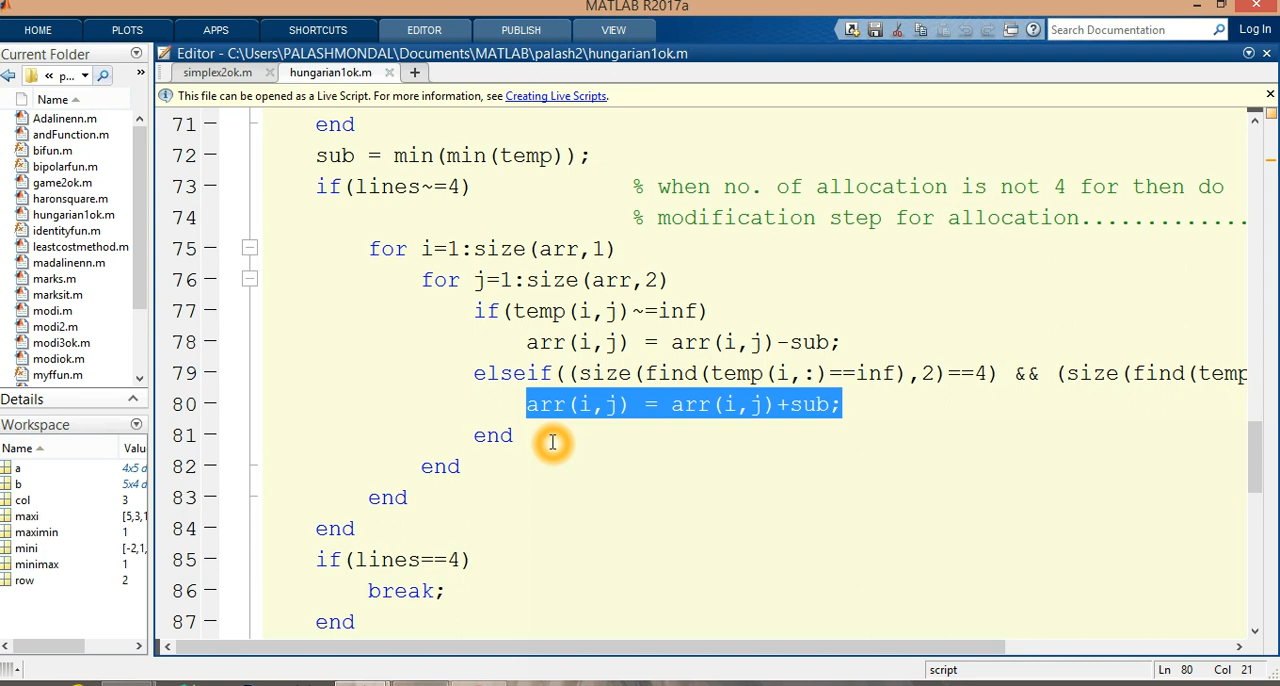 MATLAB R2017a
HOME PLOTS APPS SHORTCUTS EDITOR PUBLISH VIEW Search Documentation Log In
Current Folder
Editor - C:\Users\PALASHMONDAL\Documents\MATLAB\palash2\hungarian1ok.m
« p... »
simplex2ok.m hungarian1ok.m +
This file can be opened as a Live Script. For more information, see Creating Live Scripts.
Name
Adalinenn.m
andFunction.m
bifun.m
bipolarfun.m
game2ok.m
haronsquare.m
hungarian1ok.m
identityfun.m
leastcostmethod.m
madalinenn.m
marks.m
marksit.m
modi.m
modi2.m
modi3ok.m
modiok.m
myffun.m
Details
Workspace
Name Valu
a 4x5 d
b 5x4 d
col 3
maxi [5,3,1
maximin 1
mini [-2,1,
minimax 1
row 2
71 end
72 sub = min(min(temp));
73 if(lines~=4) % when no. of allocation is not 4 for then do
74 % modification step for allocation..............
75 for i=1:size(arr,1)
76 for j=1:size(arr,2)
77 if(temp(i,j)~=inf)
78 arr(i,j) = arr(i,j)-sub;
79 elseif((size(find(temp(i,:)==inf),2)==4) && (size(find(temp
80 arr(i,j) = arr(i,j)+sub;
81 end
82 end
83 end
84 end
85 if(lines==4)
86 break;
87 end
script Ln 80 Col 21